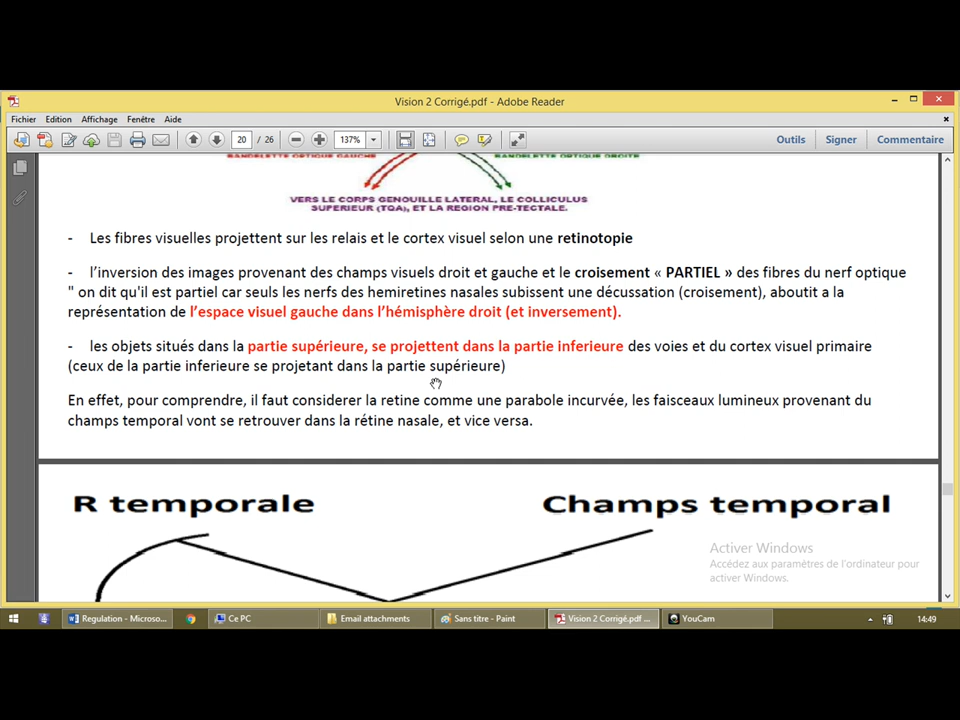 Vision 2 Corrigé.pdf - Adobe Reader
Fichier Edition Affichage Fenêtre Aide
20 / 26 137% Outils Signer Commentaire
BANDELETTE OPTIQUE GAUCHE BANDELETTE OPTIQUE DROITE
VERS LE CORPS GENOUILLE LATERAL, LE COLLICULUS
SUPERIEUR (TQA), ET LA REGION PRE-TECTALE.
- Les fibres visuelles projettent sur les relais et le cortex visuel selon une retinotopie
- l'inversion des images provenant des champs visuels droit et gauche et le croisement « PARTIEL » des fibres du nerf optique
" on dit qu'il est partiel car seuls les nerfs des hemiretines nasales subissent une décussation (croisement), aboutit a la
représentation de l'espace visuel gauche dans l'hémisphère droit (et inversement).
- les objets situés dans la partie supérieure, se projettent dans la partie inferieure des voies et du cortex visuel primaire
(ceux de la partie inferieure se projetant dans la partie supérieure)
En effet, pour comprendre, il faut considerer la retine comme une parabole incurvée, les faisceaux lumineux provenant du
champs temporal vont se retrouver dans la rétine nasale, et vice versa.
R temporale Champs temporal
Activer Windows
Accédez aux paramètres de l'ordinateur pour
activer Windows.
Regulation - Microso... Ce PC Email attachments Sans titre - Paint Vision 2 Corrigé.pdf ... YouCam 14:49